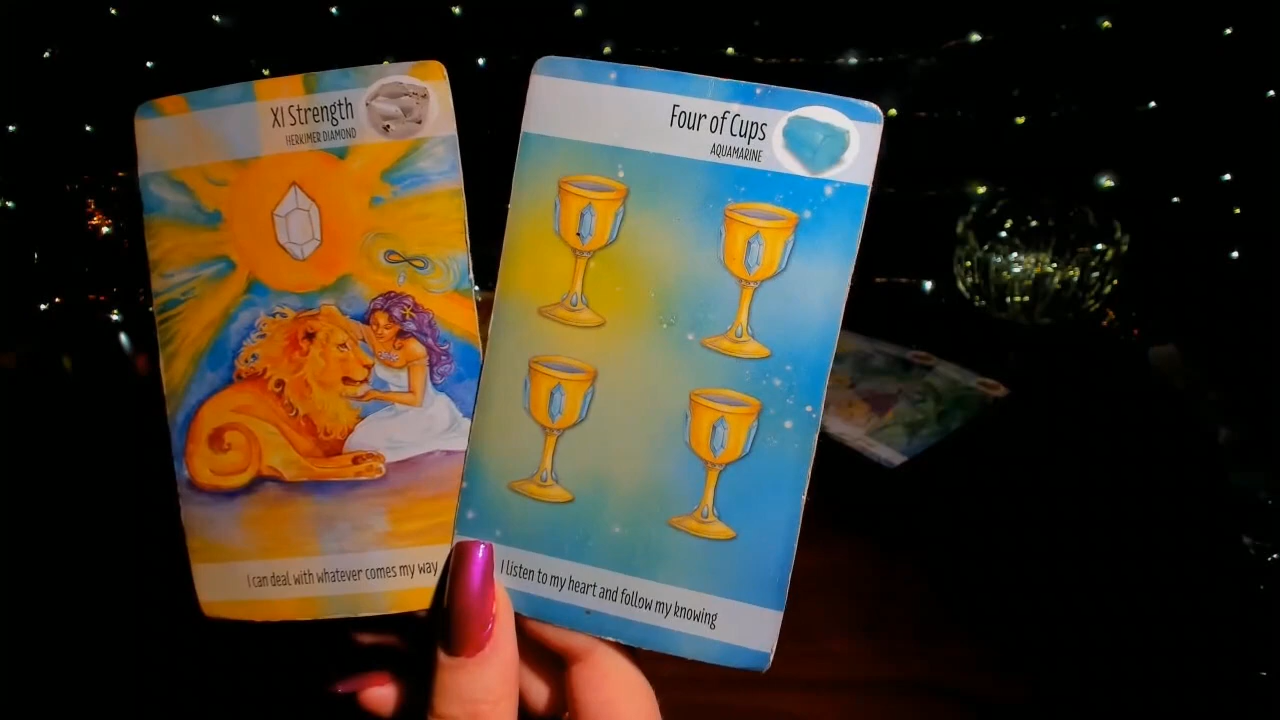 XI Strength
HERKIMER DIAMOND
I can deal with whatever comes my way
Four of Cups
AQUAMARINE
I listen to my heart and follow my knowing